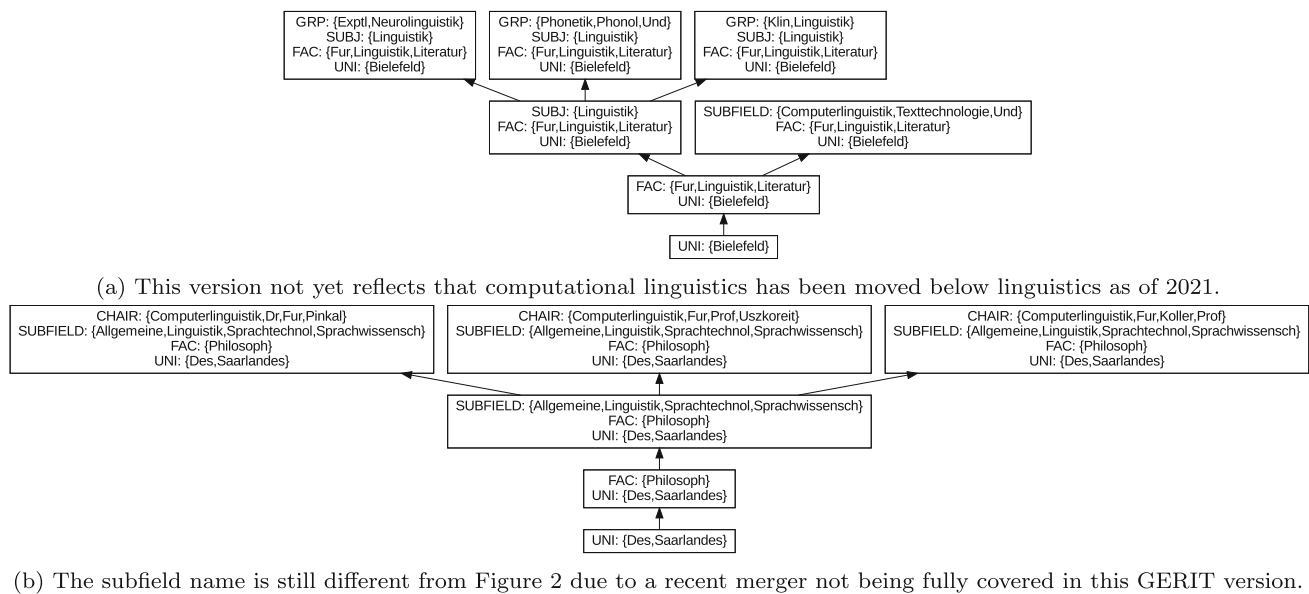 GRP: {Exptl,Neurolinguistik}
SUBJ: {Linguistik}
FAC: {Fur,Linguistik,Literatur}
UNI: {Bielefeld}
GRP: {Phonetik,Phonol,Und}
SUBJ: {Linguistik}
FAC: {Fur,Linguistik,Literatur}
UNI: {Bielefeld}
GRP: {Klin,Linguistik}
SUBJ: {Linguistik}
FAC: {Fur,Linguistik,Literatur}
UNI: {Bielefeld}
SUBJ: {Linguistik}
FAC: {Fur,Linguistik,Literatur}
UNI: {Bielefeld}
SUBFIELD: {Computerlinguistik,Texttechnologie,Und}
FAC: {Fur,Linguistik,Literatur}
UNI: {Bielefeld}
FAC: {Fur,Linguistik,Literatur}
UNI: {Bielefeld}
UNI: {Bielefeld}
(a) This version not yet reflects that computational linguistics has been moved below linguistics as of 2021.
CHAIR: {Computerlinguistik,Dr,Fur,Pinkal}
SUBFIELD: {Allgemeine,Linguistik,Sprachtechnol,Sprachwissensch}
FAC: {Philosoph}
UNI: {Des,Saarlandes}
CHAIR: {Computerlinguistik,Fur,Prof,Uszkoreit}
SUBFIELD: {Allgemeine,Linguistik,Sprachtechnol,Sprachwissensch}
FAC: {Philosoph}
UNI: {Des,Saarlandes}
CHAIR: {Computerlinguistik,Fur,Koller,Prof}
SUBFIELD: {Allgemeine,Linguistik,Sprachtechnol,Sprachwissensch}
FAC: {Philosoph}
UNI: {Des,Saarlandes}
SUBFIELD: {Allgemeine,Linguistik,Sprachtechnol,Sprachwissensch}
FAC: {Philosoph}
UNI: {Des,Saarlandes}
FAC: {Philosoph}
UNI: {Des,Saarlandes}
UNI: {Des,Saarlandes}
(b) The subfield name is still different from Figure 2 due to a recent merger not being fully covered in this GERIT version.